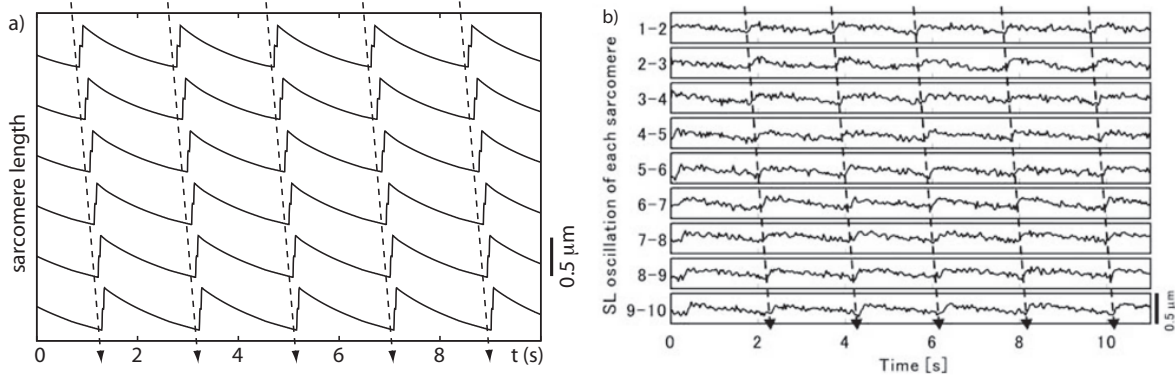 a)
sarcomere length
0 2 4 6 8 t (s)
0.5 μm
b)
SL oscillation of each sarcomere
1-2
2-3
3-4
4-5
5-6
6-7
7-8
8-9
9-10
0 2 4 6 8 10
Time [s]
0.5 μm